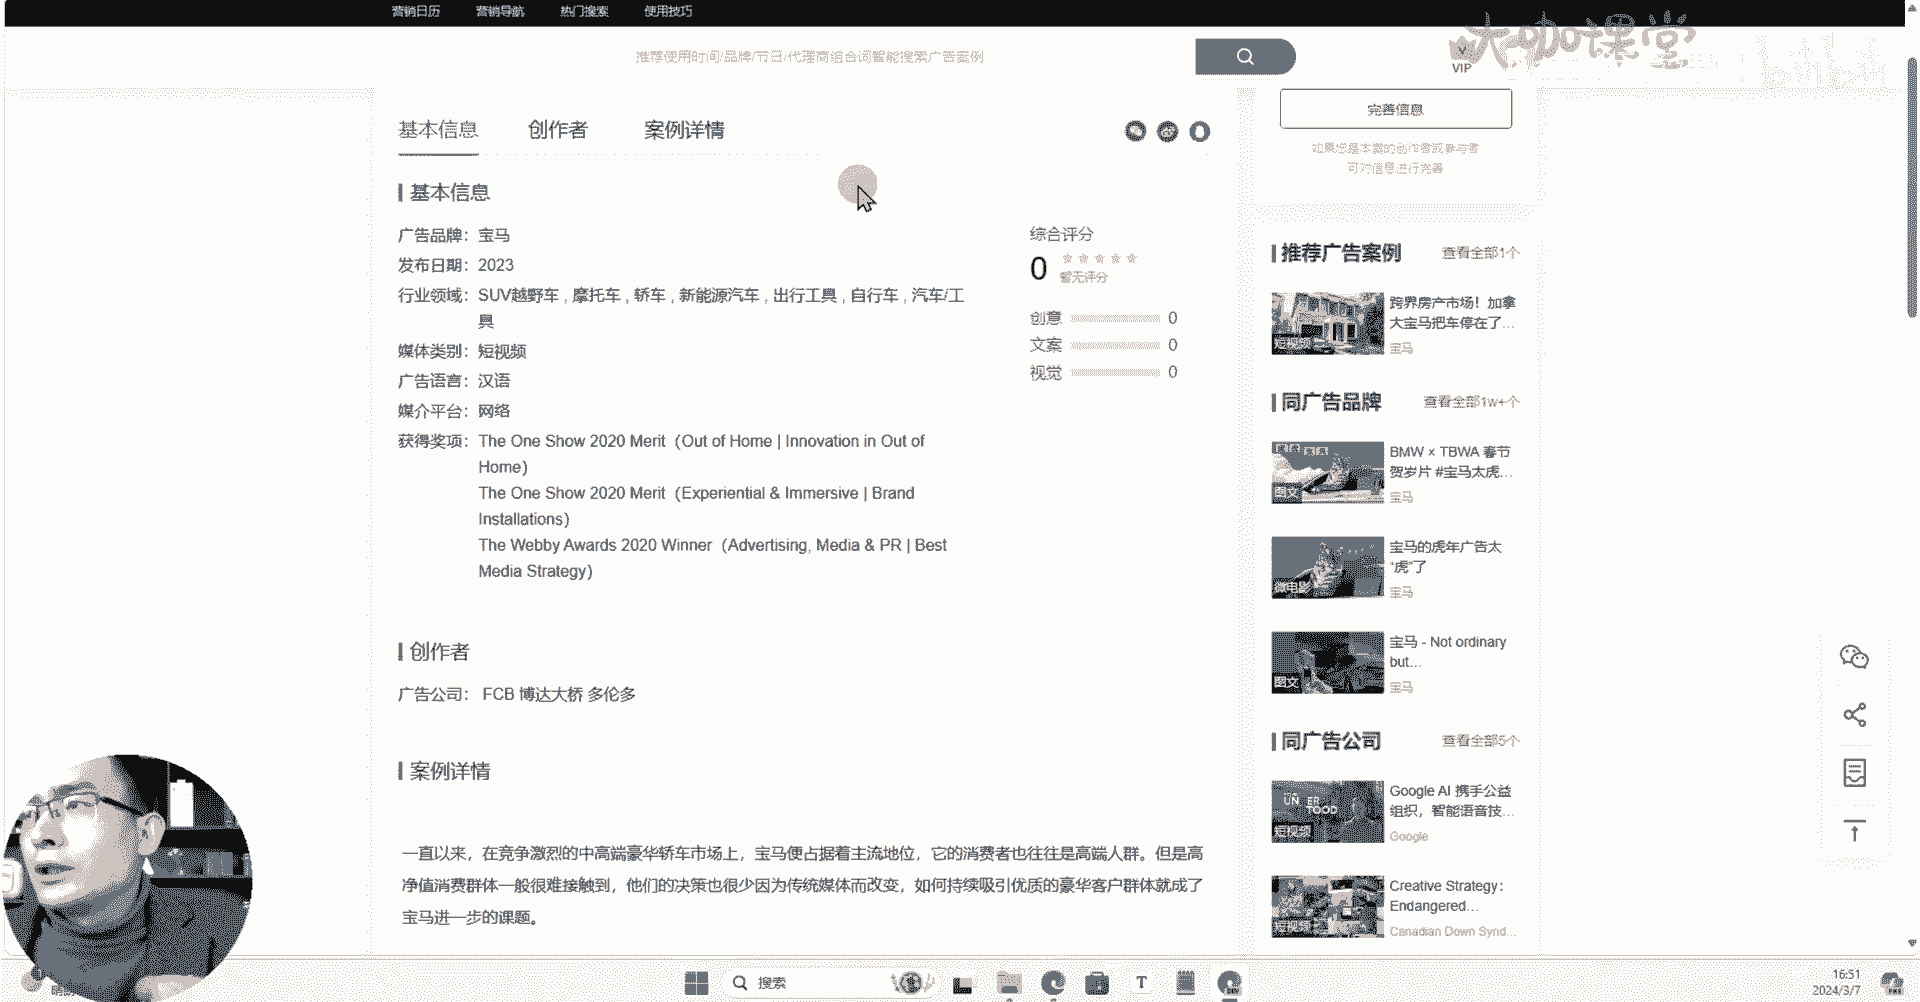 营销日历 营销导航 热门搜索 使用技巧
大咖课堂
推荐使用时间/品牌/节日/代理商组合词智能搜索广告案例
VIP
基本信息 创作者 案例详情
完善信息
如果您是本案的创作者或参与者
可对信息进行完善
基本信息
广告品牌：宝马
发布日期：2023
行业领域：SUV越野车 , 摩托车 , 轿车 , 新能源汽车 , 出行工具 , 自行车 , 汽车/工
具
媒体类别：短视频
广告语言：汉语
媒介平台：网络
获得奖项：The One Show 2020 Merit（Out of Home | Innovation in Out of
Home）
The One Show 2020 Merit（Experiential & Immersive | Brand
Installations）
The Webby Awards 2020 Winner（Advertising, Media & PR | Best
Media Strategy）
综合评分
0 暂无评分
创意 0
文案 0
视觉 0
创作者
广告公司： FCB 博达大桥 多伦多
案例详情
一直以来，在竞争激烈的中高端豪华轿车市场上，宝马便占据着主流地位，它的消费者也往往是高端人群。但是高
净值消费群体一般很难接触到，他们的决策也很少因为传统媒体而改变，如何持续吸引优质的豪华客户群体就成了
宝马进一步的课题。
推荐广告案例 查看全部1个
跨界房产市场！加拿
大宝马把车停在了...
短视频
宝马
同广告品牌 查看全部1w+个
BMW × TBWA 春节
贺岁片 #宝马太虎...
图文
宝马
宝马的虎年广告太
“虎”了
微电影
宝马
宝马 - Not ordinary
but...
图文
宝马
同广告公司 查看全部5个
Google AI 携手公益
组织，智能语音技...
短视频
Google
Creative Strategy：
Endangered...
短视频
Canadian Down Synd...
搜索
16:51
2024/3/7